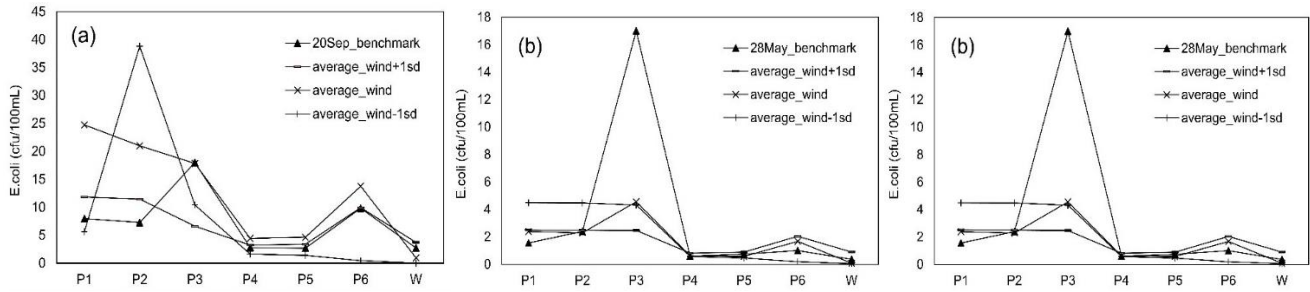 (a)
E.coli (cfu/100mL)
45
40
35
30
25
20
15
10
5
0
P1 P2 P3 P4 P5 P6 W
20Sep_benchmark
average_wind+1sd
average_wind
average_wind-1sd
(b)
E.coli (cfu/100mL)
18
16
14
12
10
8
6
4
2
0
P1 P2 P3 P4 P5 P6 W
28May_benchmark
average_wind+1sd
average_wind
average_wind-1sd
(b)
E.coli (cfu/100mL)
18
16
14
12
10
8
6
4
2
0
P1 P2 P3 P4 P5 P6 W
28May_benchmark
average_wind+1sd
average_wind
average_wind-1sd